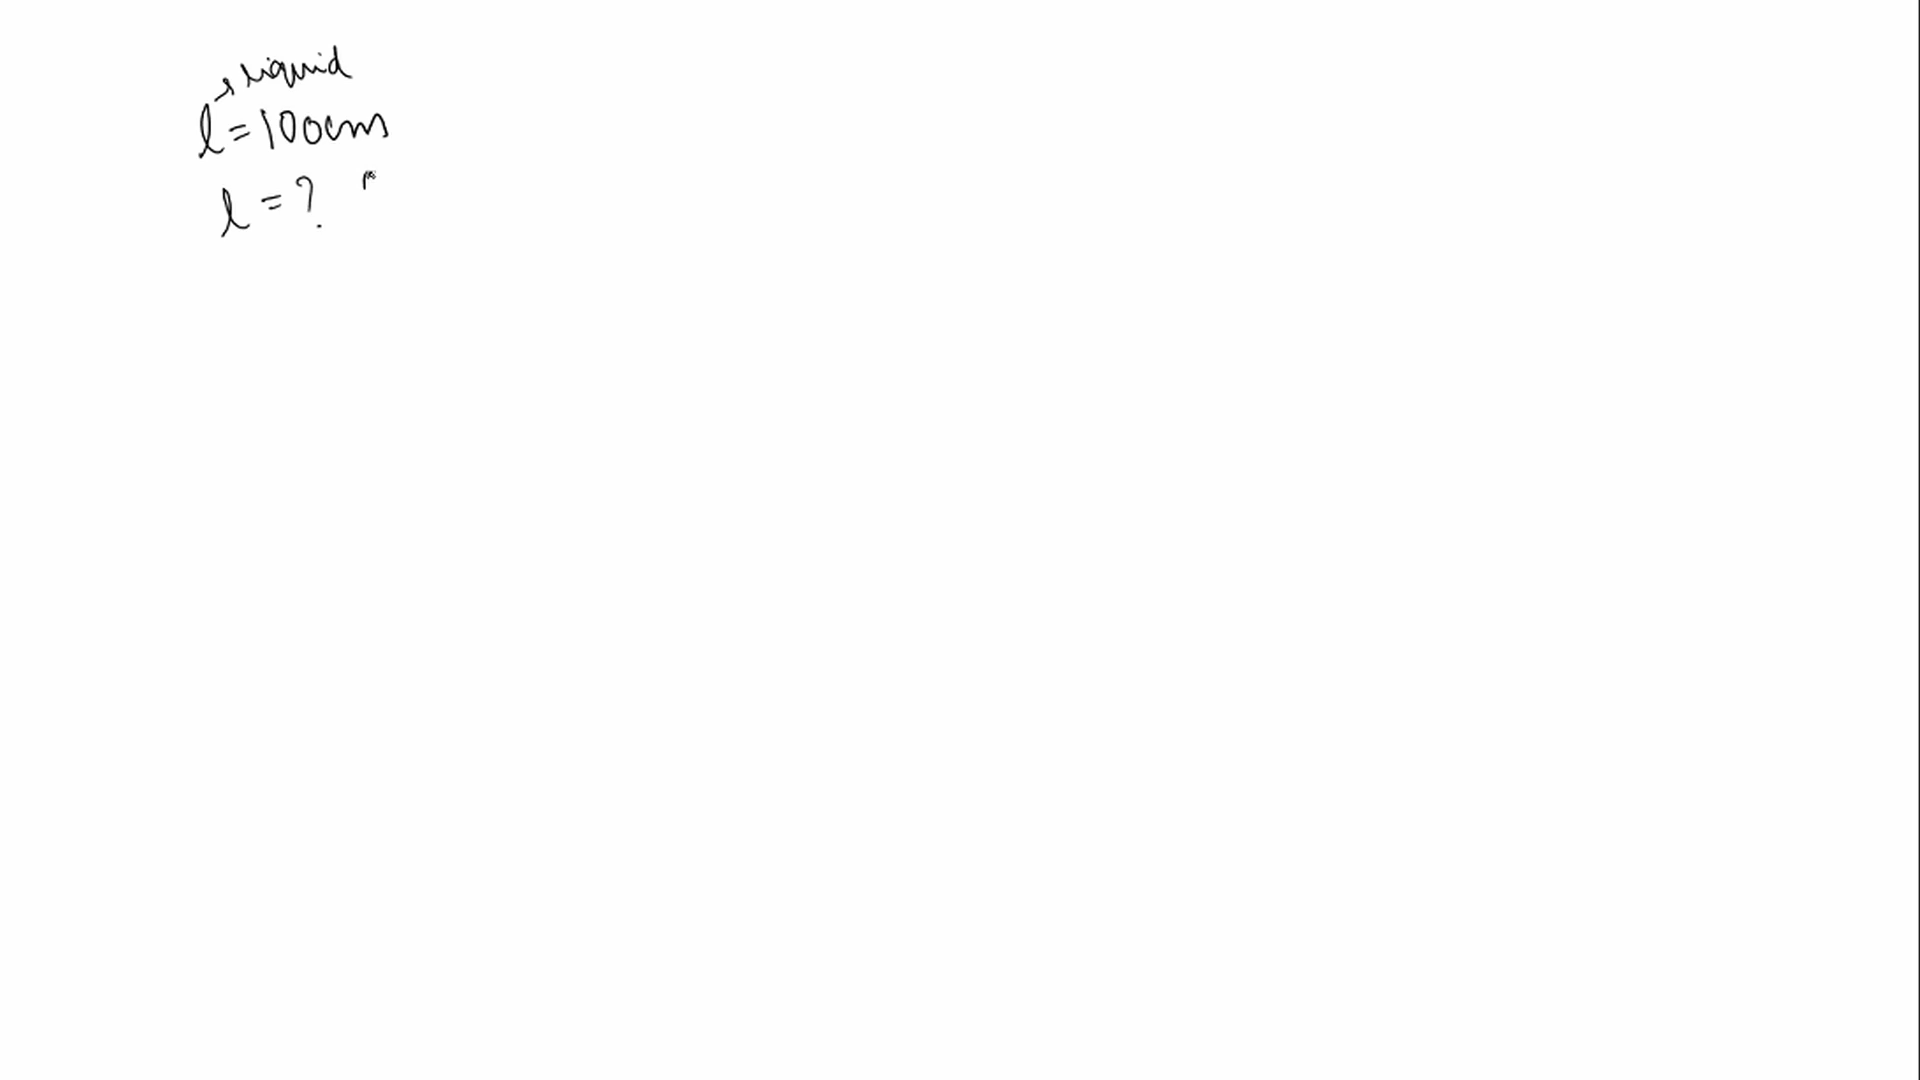 → liquid
l = 100cm
l = ?